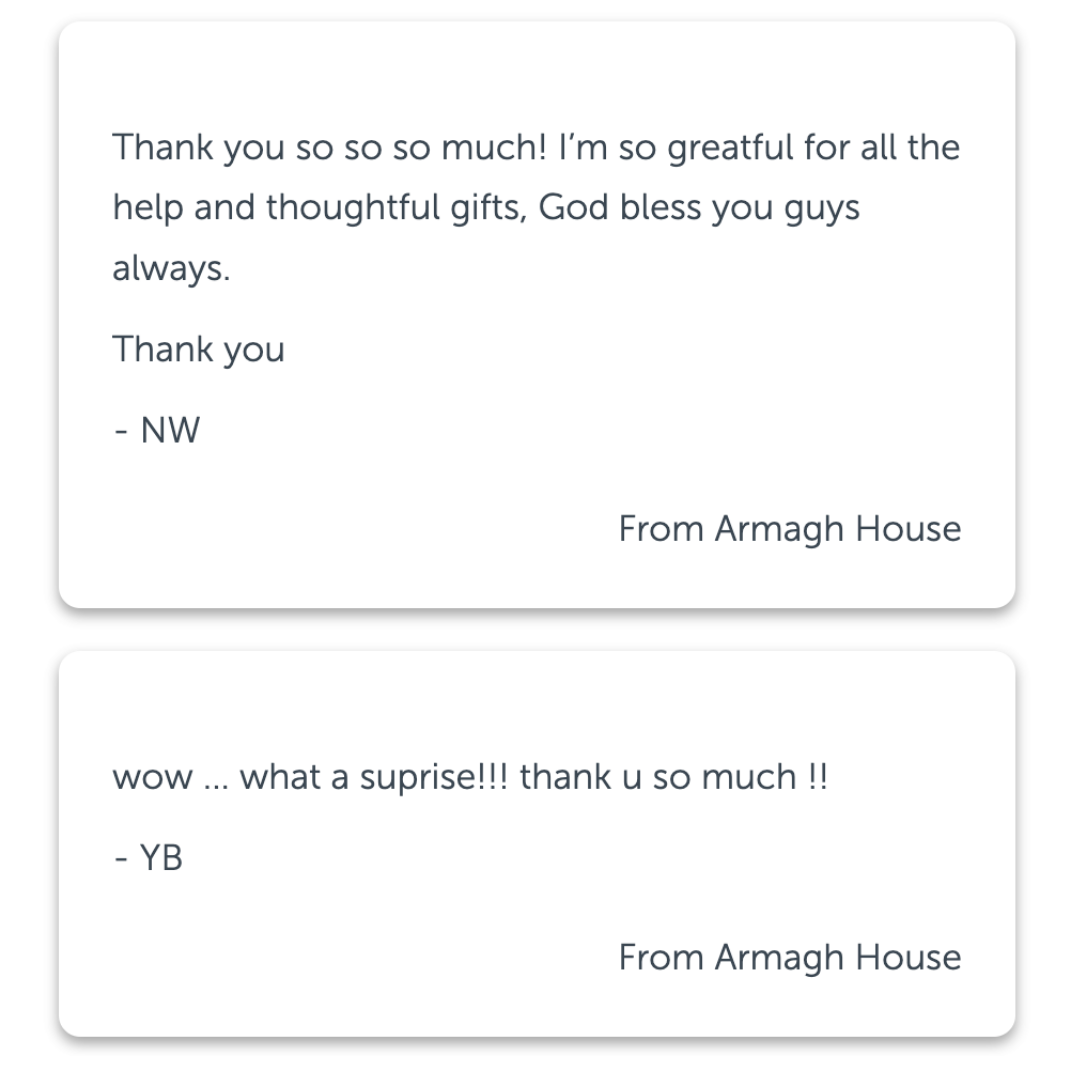 Thank you so so so much! I’m so greatful for all the
help and thoughtful gifts, God bless you guys
always.
Thank you
- NW
From Armagh House
wow ... what a suprise!!! thank u so much !!
- YB
From Armagh House